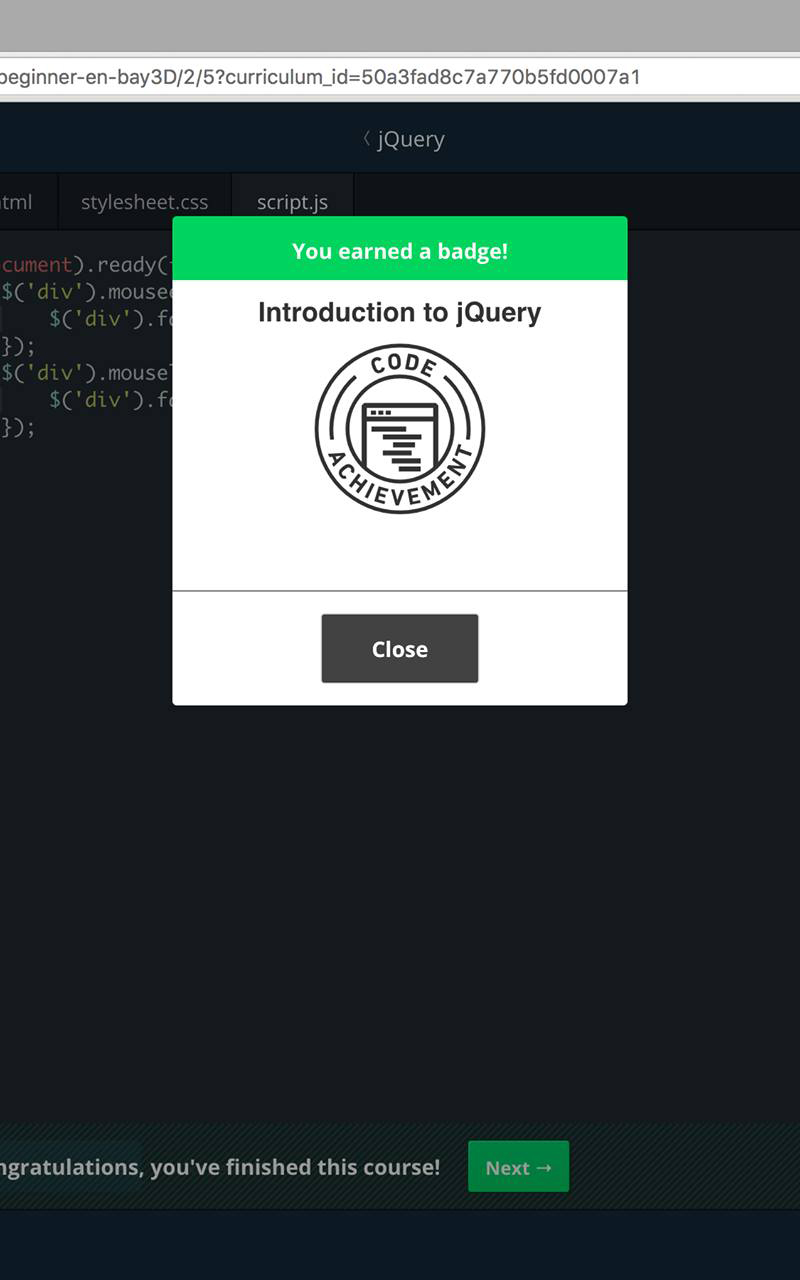 beginner-en-bay3D/2/5?curriculum_id=50a3fad8c7a770b5fd0007a1
〈 jQuery
tml
stylesheet.css
script.js
cument).ready(
$('div').mouse
$('div').f
});
$('div').mouse
$('div').f
});
You earned a badge!
Introduction to jQuery
CODE
ACHIEVEMENT
Close
ngratulations, you've finished this course!
Next →